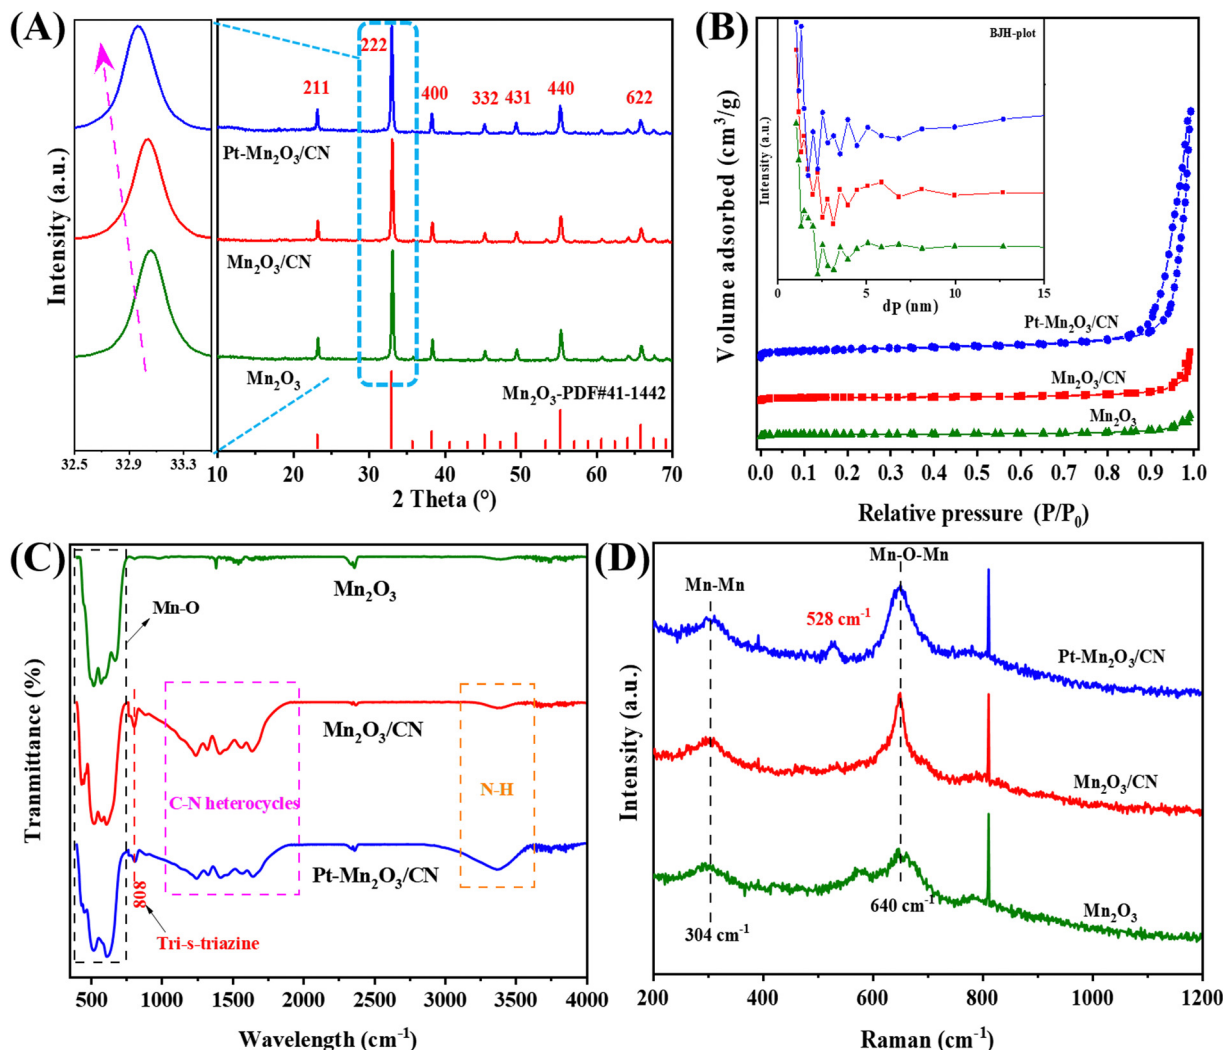 (A)
Intensity (a.u.)
222
211
400
332
431
440
622
Pt-Mn₂O₃/CN
Mn₂O₃/CN
Mn₂O₃
Mn₂O₃-PDF#41-1442
32.5 32.9 33.3 10 20 30 40 50 60 70
2 Theta (°)
(B)
Volume adsorbed (cm³/g)
BJH-plot
Intensity (a.u.)
0 5 10 15
dP (nm)
Pt-Mn₂O₃/CN
Mn₂O₃/CN
Mn₂O₃
0.0 0.1 0.2 0.3 0.4 0.5 0.6 0.7 0.8 0.9 1.0
Relative pressure (P/P₀)
(C)
Tranmittance (%)
Mn₂O₃
Mn-O
Mn₂O₃/CN
C-N heterocycles
N-H
Pt-Mn₂O₃/CN
808
Tri-s-triazine
500 1000 1500 2000 2500 3000 3500 4000
Wavelength (cm⁻¹)
(D)
Intensity (a.u.)
Mn-O-Mn
Mn-Mn
528 cm⁻¹
Pt-Mn₂O₃/CN
Mn₂O₃/CN
640 cm⁻¹
Mn₂O₃
304 cm⁻¹
200 400 600 800 1000 1200
Raman (cm⁻¹)